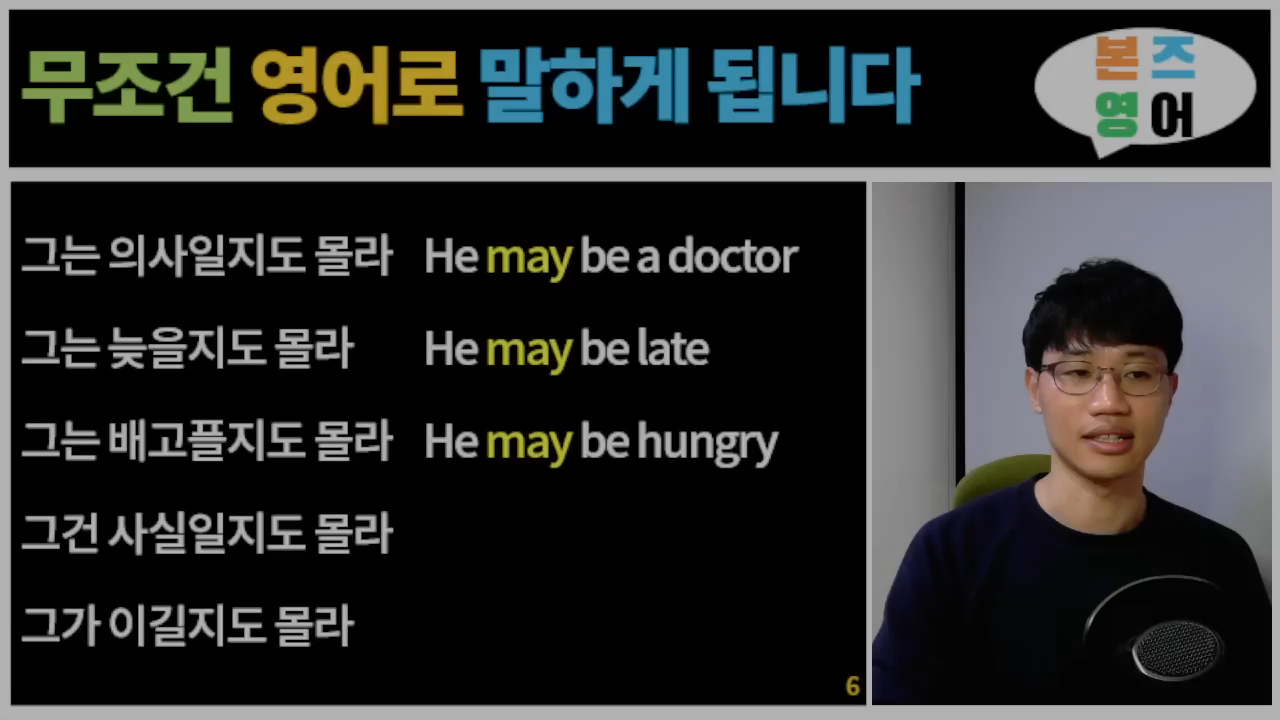 무조건 영어로 말하게 됩니다
본즈
영어
그는 의사일지도 몰라 He may be a doctor
그는 늦을지도 몰라 He may be late
그는 배고플지도 몰라 He may be hungry
그건 사실일지도 몰라
그가 이길지도 몰라
6